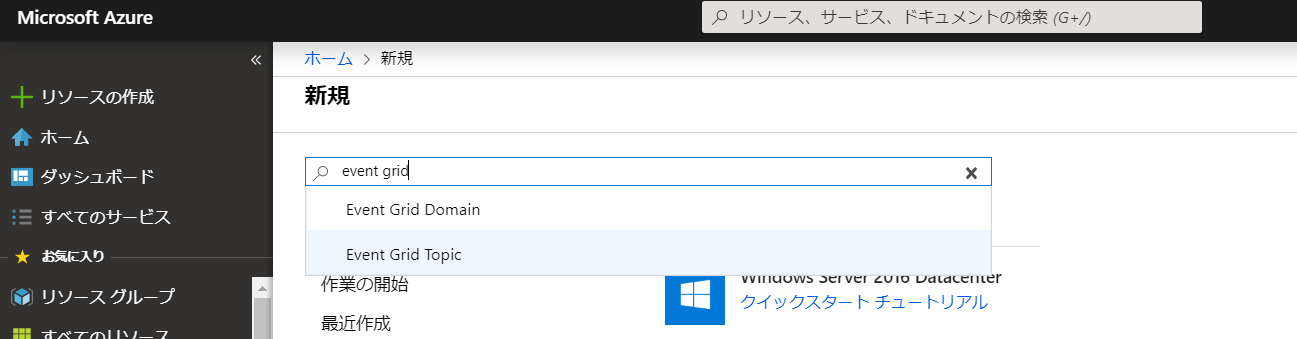 Microsoft Azure
リソース、サービス、ドキュメントの検索 (G+/)
«
リソースの作成
ホーム
ダッシュボード
すべてのサービス
お気に入り
リソース グループ
すべてのリソース
ホーム > 新規
新規
event grid
Event Grid Domain
Event Grid Topic
作業の開始
最近作成
Windows Server 2016 Datacenter
クイックスタート チュートリアル